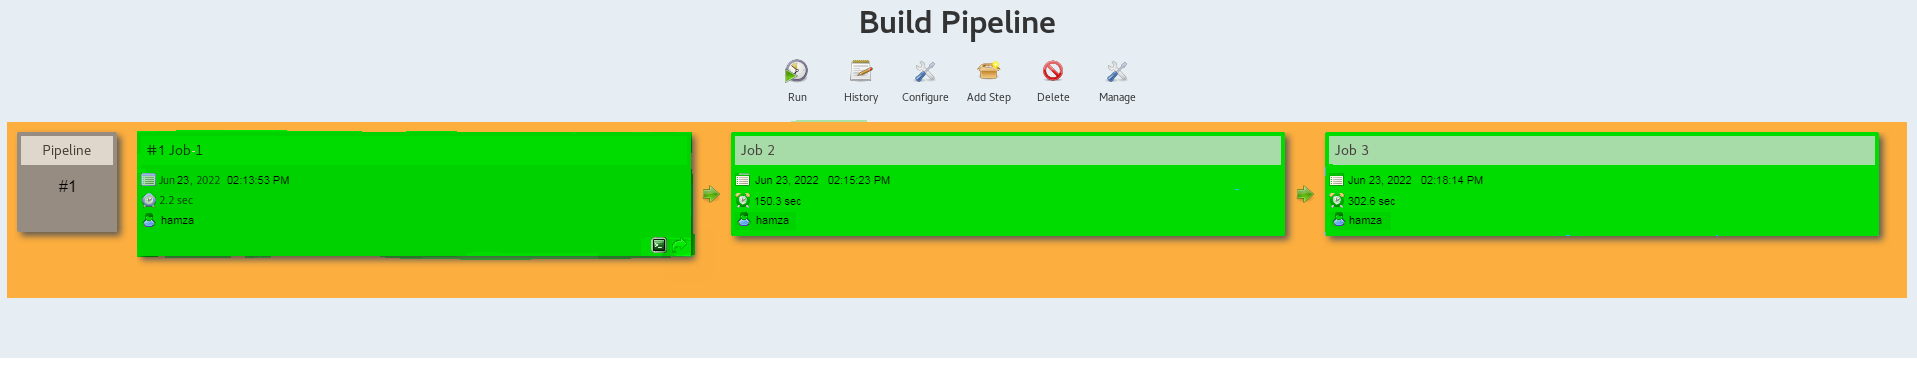 Build Pipeline
Run History Configure Add Step Delete Manage
Pipeline
#1
#1 Job 1
Jun 23, 2022 02:13:53 PM
2.2 sec
hamza
Job 2
Jun 23, 2022 02:15:23 PM
150.3 sec
hamza
Job 3
Jun 23, 2022 02:18:14 PM
302.6 sec
hamza